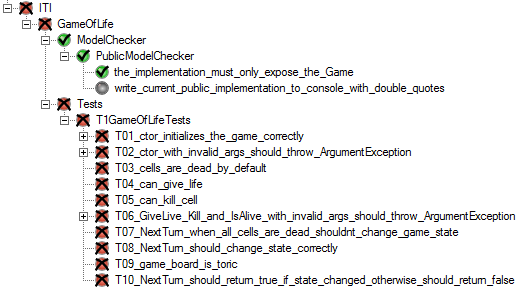 ITI
GameOfLife
ModelChecker
PublicModelChecker
the_implementation_must_only_expose_the_Game
write_current_public_implementation_to_console_with_double_quotes
Tests
T1GameOfLifeTests
T01_ctor_initializes_the_game_correctly
T02_ctor_with_invalid_args_should_throw_ArgumentException
T03_cells_are_dead_by_default
T04_can_give_life
T05_can_kill_cell
T06_GiveLive_Kill_and_IsAlive_with_invalid_args_should_throw_ArgumentException
T07_NextTurn_when_all_cells_are_dead_shouldnt_change_game_state
T08_NextTurn_should_change_state_correctly
T09_game_board_is_toric
T10_NextTurn_should_return_true_if_state_changed_otherwise_should_return_false